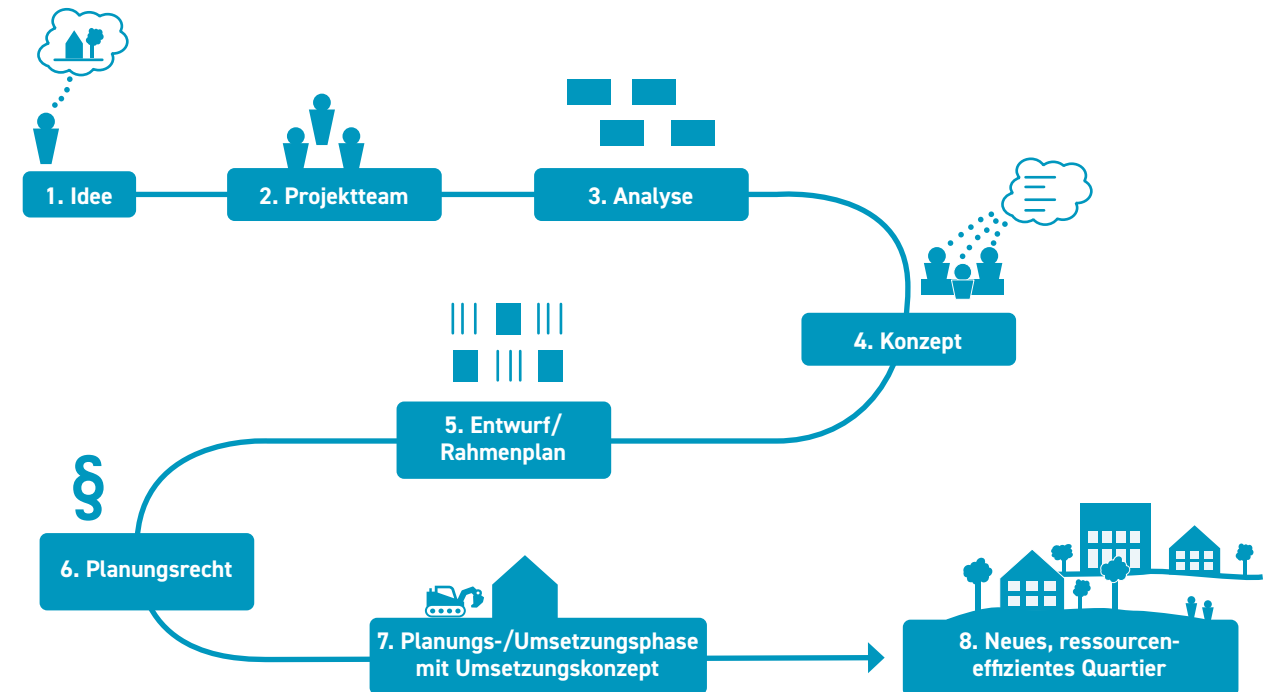 1. Idee
2. Projektteam
3. Analyse
4. Konzept
5. Entwurf/
Rahmenplan
§
6. Planungsrecht
7. Planungs-/Umsetzungsphase
mit Umsetzungskonzept
8. Neues, ressourcen-
effizientes Quartier